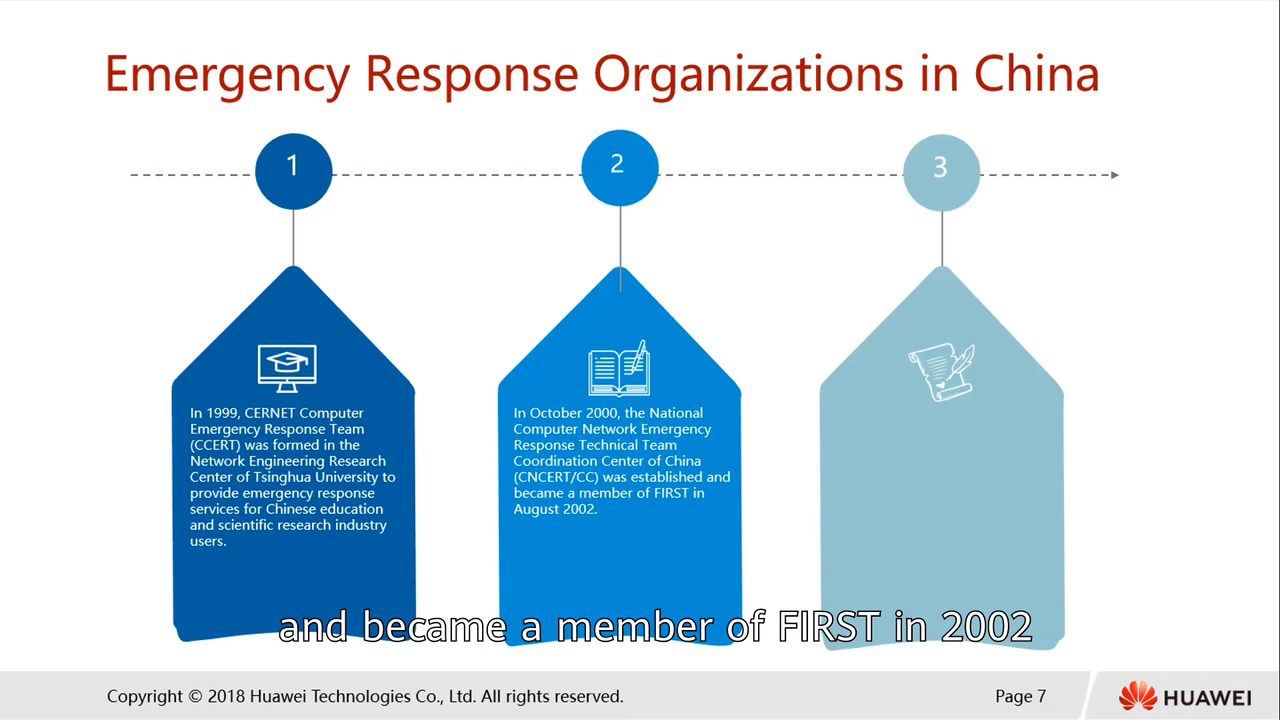 Emergency Response Organizations in China
1
2
3
In 1999, CERNET Computer
Emergency Response Team
(CCERT) was formed in the
Network Engineering Research
Center of Tsinghua University to
provide emergency response
services for Chinese education
and scientific research industry
users.
In October 2000, the National
Computer Network Emergency
Response Technical Team
Coordination Center of China
(CNCERT/CC) was established and
became a member of FIRST in
August 2002.
and became a member of FIRST in 2002
Copyright © 2018 Huawei Technologies Co., Ltd. All rights reserved.
Page 7
HUAWEI